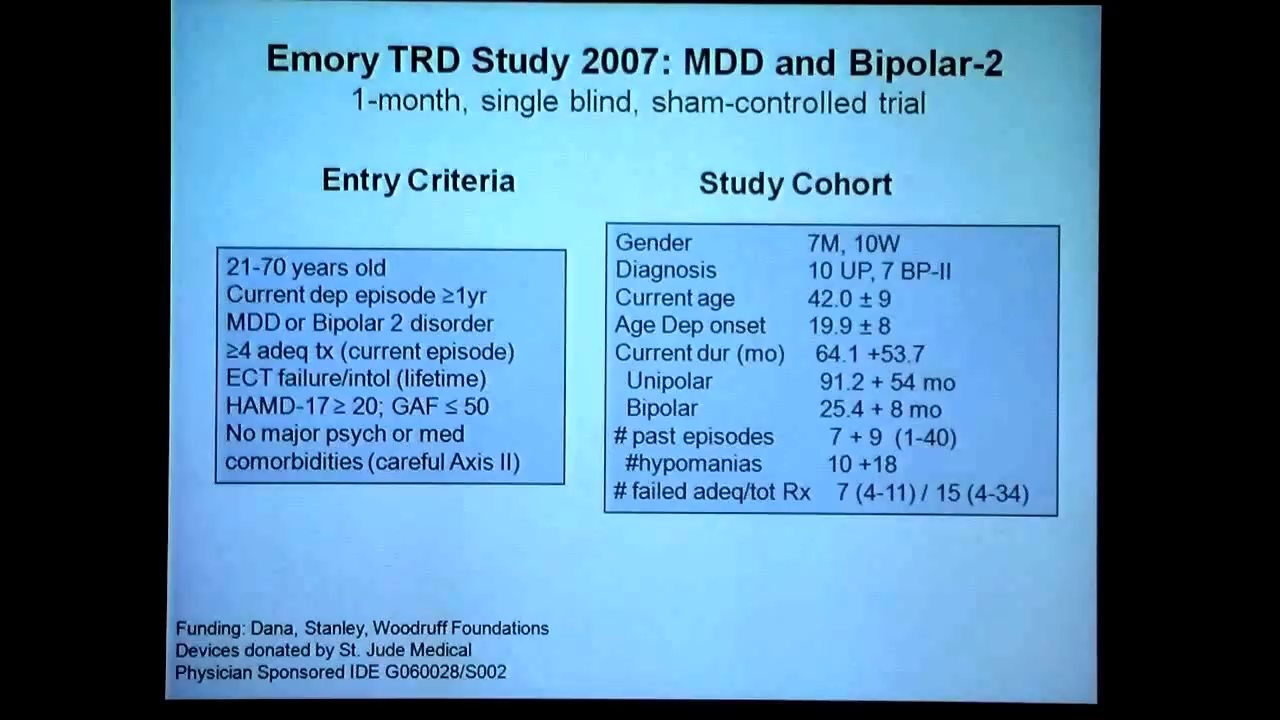 Emory TRD Study 2007: MDD and Bipolar-2
1-month, single blind, sham-controlled trial
Entry Criteria
21-70 years old
Current dep episode ≥1yr
MDD or Bipolar 2 disorder
≥4 adeq tx (current episode)
ECT failure/intol (lifetime)
HAMD-17 ≥ 20; GAF ≤ 50
No major psych or med
comorbidities (careful Axis II)
Study Cohort
Gender 7M, 10W
Diagnosis 10 UP, 7 BP-II
Current age 42.0 ± 9
Age Dep onset 19.9 ± 8
Current dur (mo) 64.1 +53.7
Unipolar 91.2 + 54 mo
Bipolar 25.4 + 8 mo
# past episodes 7 + 9 (1-40)
#hypomanias 10 +18
# failed adeq/tot Rx 7 (4-11) / 15 (4-34)
Funding: Dana, Stanley, Woodruff Foundations
Devices donated by St. Jude Medical
Physician Sponsored IDE G060028/S002